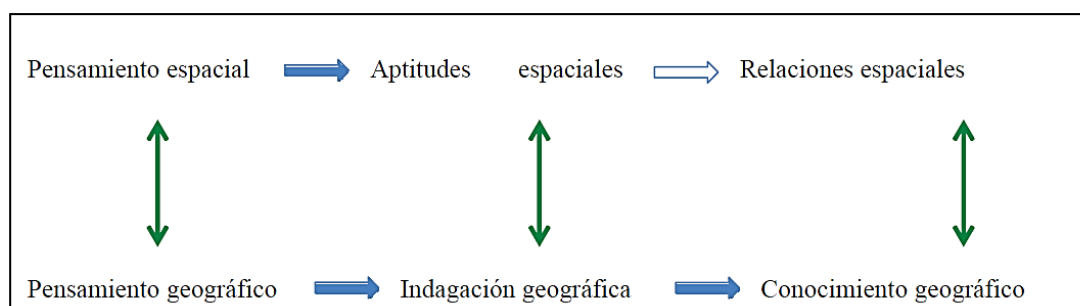 Pensamiento espacial Aptitudes espaciales Relaciones espaciales
Pensamiento geográfico Indagación geográfica Conocimiento geográfico